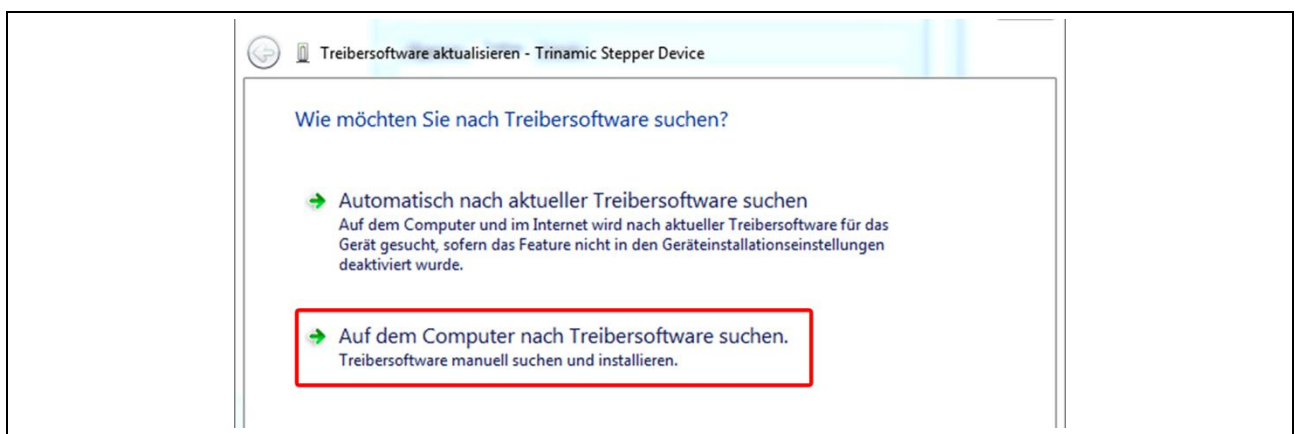 Treibersoftware aktualisieren - Trinamic Stepper Device
Wie möchten Sie nach Treibersoftware suchen?
Automatisch nach aktueller Treibersoftware suchen
Auf dem Computer und im Internet wird nach aktueller Treibersoftware für das
Gerät gesucht, sofern das Feature nicht in den Geräteinstallationseinstellungen
deaktiviert wurde.
Auf dem Computer nach Treibersoftware suchen.
Treibersoftware manuell suchen und installieren.